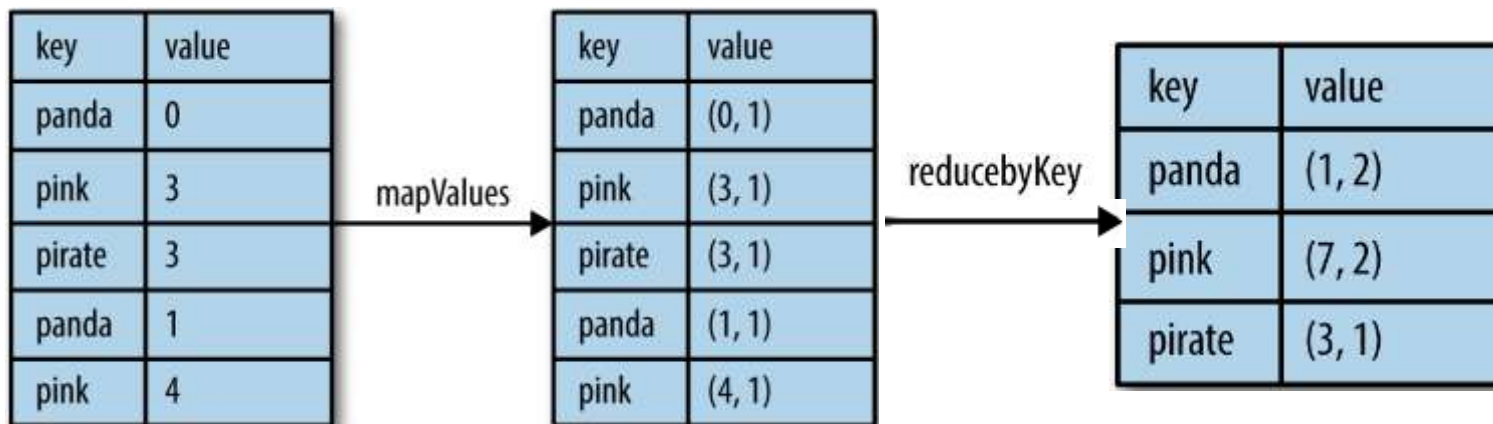 key value
panda 0
pink 3
pirate 3
panda 1
pink 4
mapValues
key value
panda (0, 1)
pink (3, 1)
pirate (3, 1)
panda (1, 1)
pink (4, 1)
reducebyKey
key value
panda (1, 2)
pink (7, 2)
pirate (3, 1)